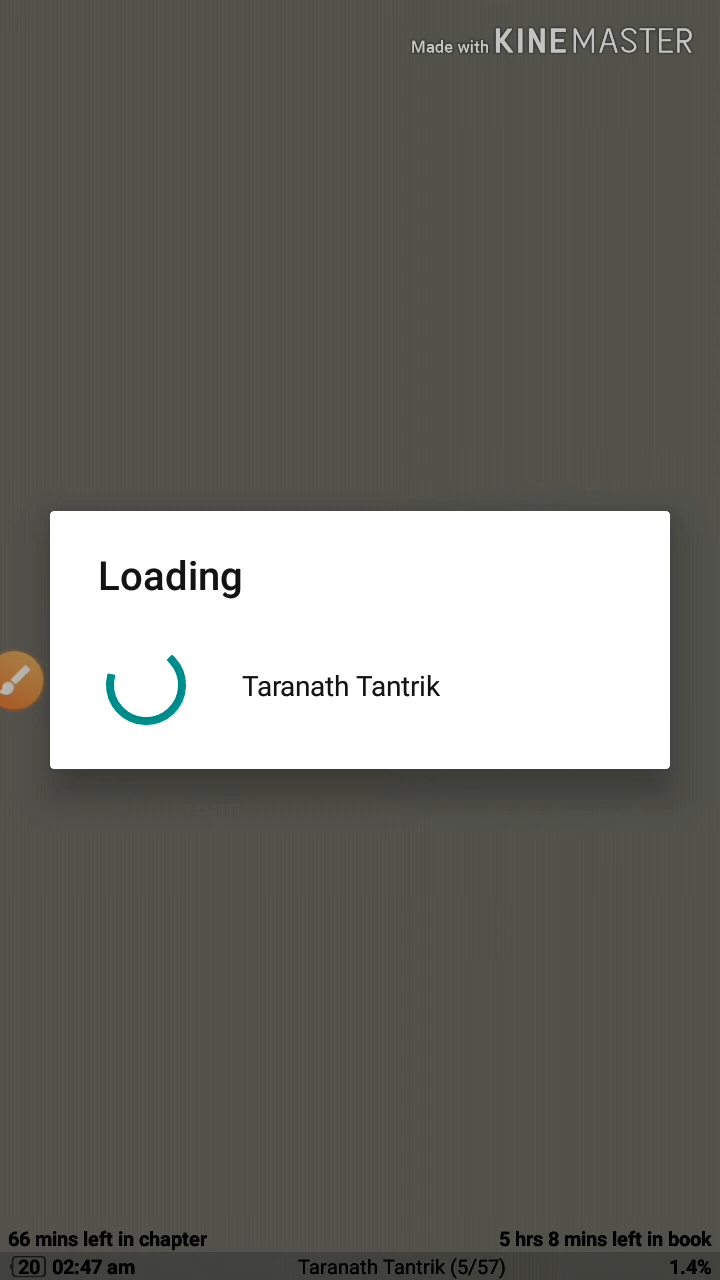 Made with KINEMASTER
Loading
Taranath Tantrik
66 mins left in chapter 5 hrs 8 mins left in book
20 02:47 am Taranath Tantrik (5/57) 1.4%